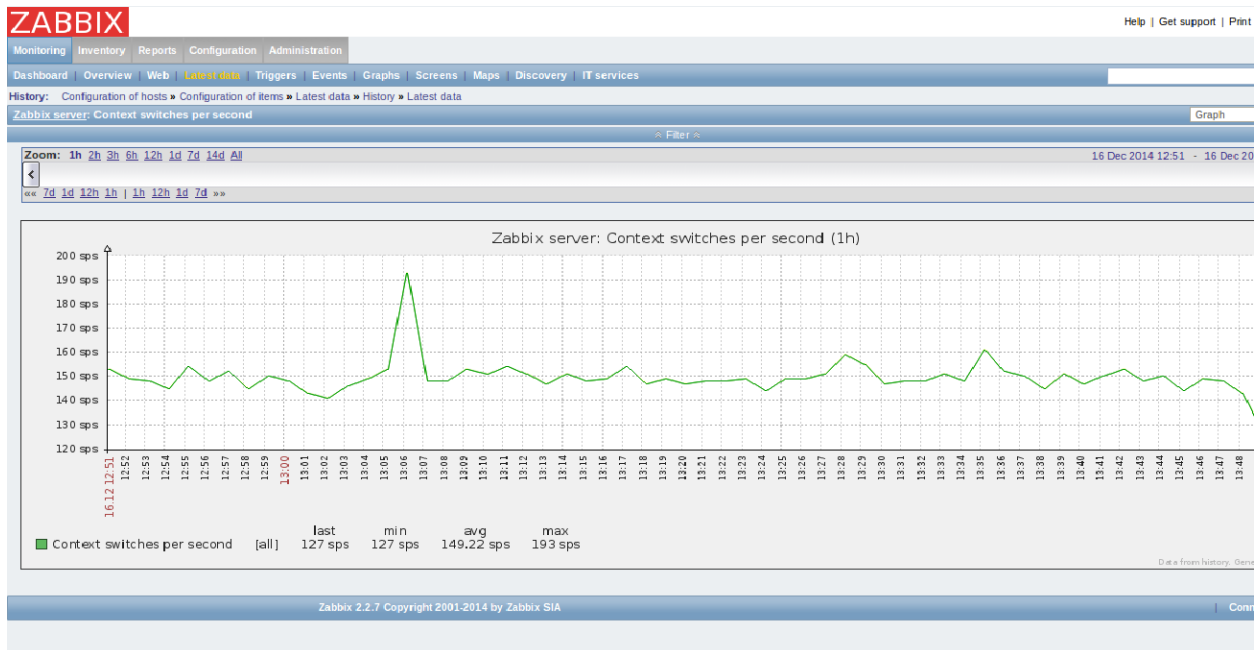 ZABBIX
Help | Get support | Print
Monitoring Inventory Reports Configuration Administration
Dashboard | Overview | Web | Latest data | Triggers | Events | Graphs | Screens | Maps | Discovery | IT services
History: Configuration of hosts » Configuration of items » Latest data » History » Latest data
Zabbix server: Context switches per second
Graph
Filter
Zoom: 1h 2h 3h 6h 12h 1d 7d 14d All
16 Dec 2014 12:51 - 16 Dec 20
«« 7d 1d 12h 1h | 1h 12h 1d 7d »»
Zabbix server: Context switches per second (1h)
200 sps
190 sps
180 sps
170 sps
160 sps
150 sps
140 sps
130 sps
120 sps
16.12 12:51 12:52 12:53 12:54 12:55 12:56 12:57 12:58 12:59 13:00 13:01 13:02 13:03 13:04 13:05 13:06 13:07 13:08 13:09 13:10 13:11 13:12 13:13 13:14 13:15 13:16 13:17 13:18 13:19 13:20 13:21 13:22 13:23 13:24 13:25 13:26 13:27 13:28 13:29 13:30 13:31 13:32 13:33 13:34 13:35 13:36 13:37 13:38 13:39 13:40 13:41 13:42 13:43 13:44 13:45 13:46 13:47 13:48
last min avg max
Context switches per second [all] 127 sps 127 sps 149.22 sps 193 sps
Data from history. Gene
Zabbix 2.2.7 Copyright 2001-2014 by Zabbix SIA
| Conn